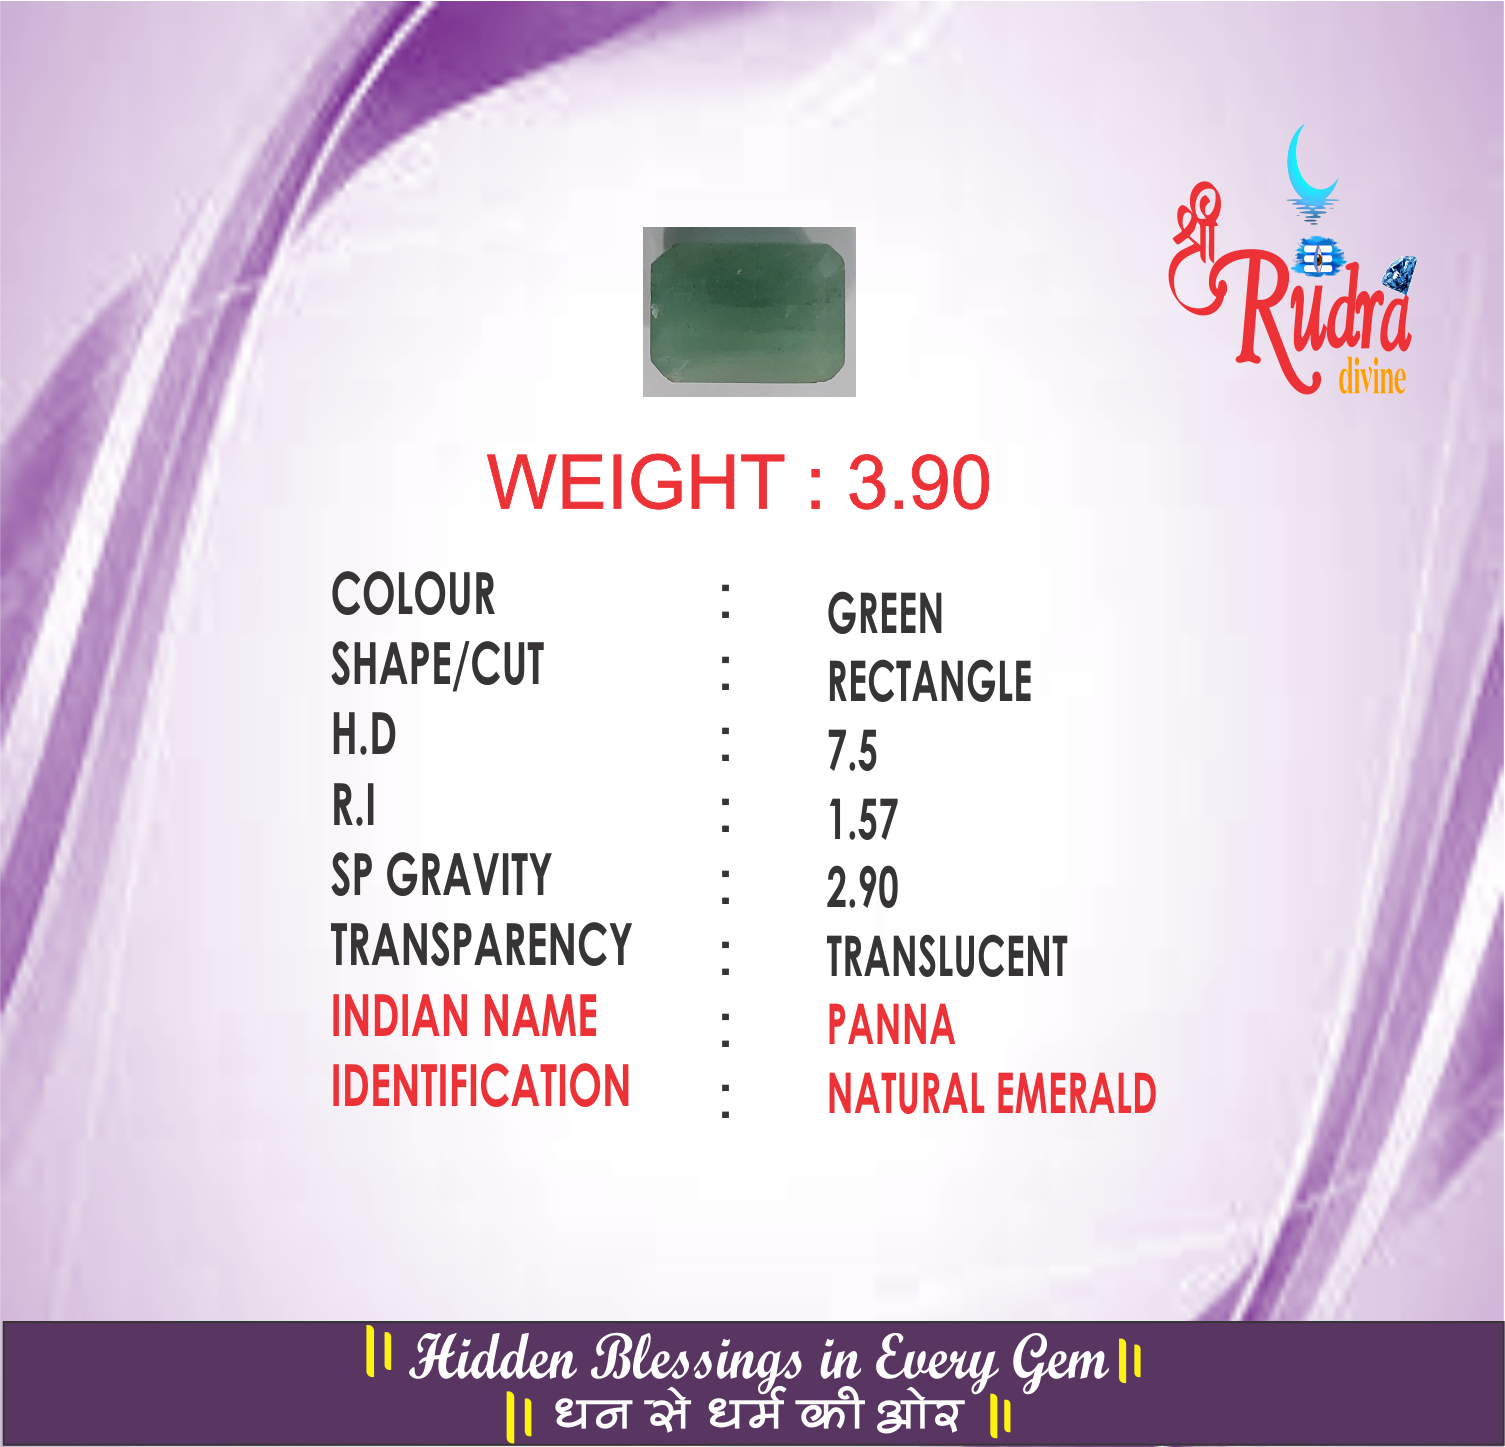 श्री
Rudra
divine
WEIGHT : 3.90
COLOUR : GREEN
SHAPE/CUT : RECTANGLE
H.D : 7.5
R.I : 1.57
SP GRAVITY : 2.90
TRANSPARENCY : TRANSLUCENT
INDIAN NAME : PANNA
IDENTIFICATION : NATURAL EMERALD
|| Hidden Blessings in Every Gem ||
|| धन से धर्म की ओर ||